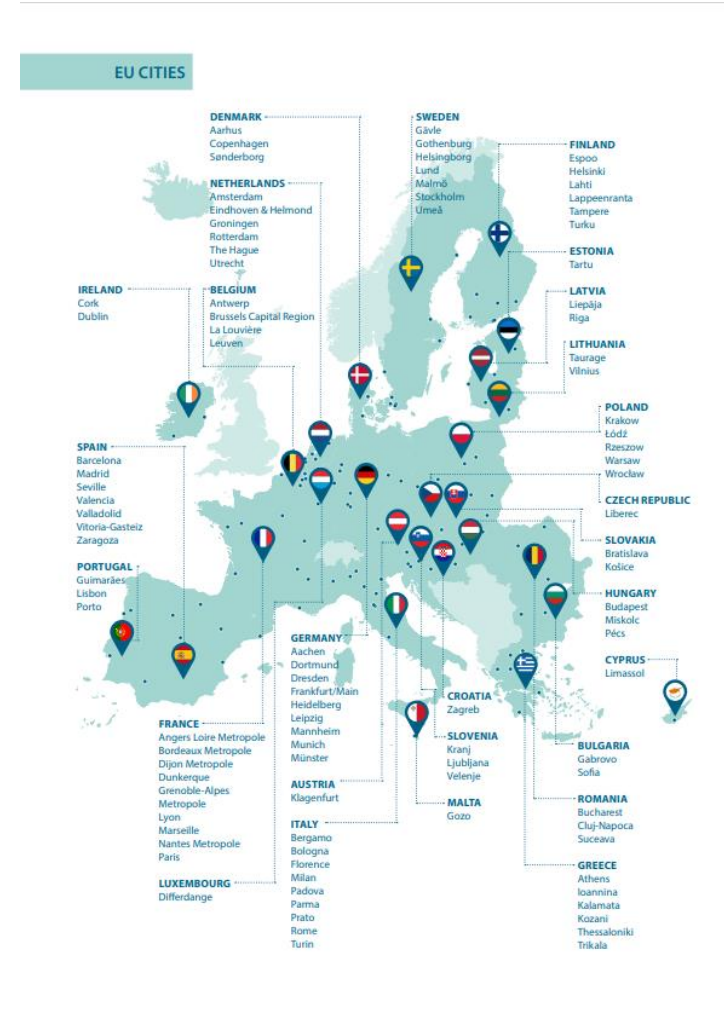 EU CITIES
DENMARK
Aarhus
Copenhagen
Sønderborg
NETHERLANDS
Amsterdam
Eindhoven & Helmond
Groningen
Rotterdam
The Hague
Utrecht
SWEDEN
Gävle
Gothenburg
Helsingborg
Lund
Malmö
Stockholm
Umeå
FINLAND
Espoo
Helsinki
Lahti
Lappeenranta
Tampere
Turku
ESTONIA
Tartu
IRELAND
Cork
Dublin
BELGIUM
Antwerp
Brussels Capital Region
La Louvière
Leuven
LATVIA
Liepāja
Riga
LITHUANIA
Taurage
Vilnius
POLAND
Krakow
Łódź
Rzeszow
Warsaw
Wrocław
SPAIN
Barcelona
Madrid
Seville
Valencia
Valladolid
Vitoria-Gasteiz
Zaragoza
CZECH REPUBLIC
Liberec
SLOVAKIA
Bratislava
Košice
PORTUGAL
Guimarães
Lisbon
Porto
HUNGARY
Budapest
Miskolc
Pécs
GERMANY
Aachen
Dortmund
Dresden
Frankfurt/Main
Heidelberg
Leipzig
Mannheim
Munich
Münster
CYPRUS
Limassol
CROATIA
Zagreb
FRANCE
Angers Loire Metropole
Bordeaux Metropole
Dijon Metropole
Dunkerque
Grenoble-Alpes
Metropole
Lyon
Marseille
Nantes Metropole
Paris
SLOVENIA
Kranj
Ljubljana
Velenje
BULGARIA
Gabrovo
Sofia
AUSTRIA
Klagenfurt
MALTA
Gozo
ROMANIA
Bucharest
Cluj-Napoca
Suceava
ITALY
Bergamo
Bologna
Florence
Milan
Padova
Parma
Prato
Rome
Turin
GREECE
Athens
Ioannina
Kalamata
Kozani
Thessaloniki
Trikala
LUXEMBOURG
Differdange